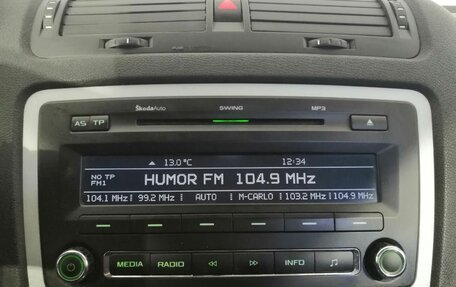 ŠkodaAuto SWING MP3
AS TP
13.0 °C 12:34
NO TP
FM1
HUMOR FM 104.9 MHz
104.1 MHz 99.2 MHz AUTO M-CARLO 103.2 MHz 104.9 MHz
MEDIA RADIO INFO